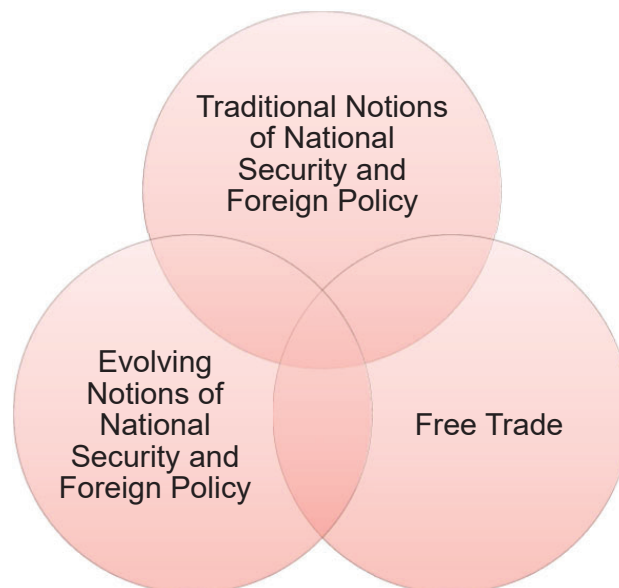 Traditional Notions
of National
Security and
Foreign Policy
Evolving
Notions of
National
Security and
Foreign Policy
Free Trade